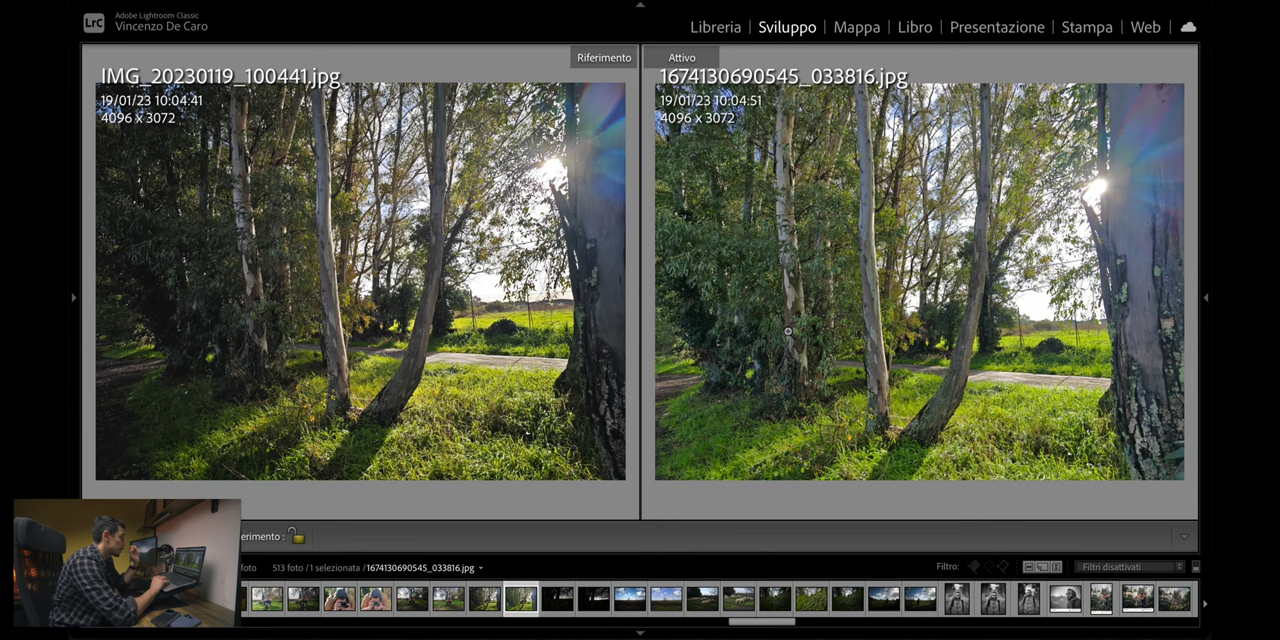 LrC
Adobe Lightroom Classic
Vincenzo De Caro
Libreria | Sviluppo | Mappa | Libro | Presentazione | Stampa | Web |
Riferimento
Attivo
IMG_20230119_100441.jpg
19/01/23 10:04:41
4096 x 3072
1674130690545_033816.jpg
19/01/23 10:04:51
4096 x 3072
erimento :
foto 513 foto /1 selezionata /1674130690545_033816.jpg
Filtro:
Filtri disattivati